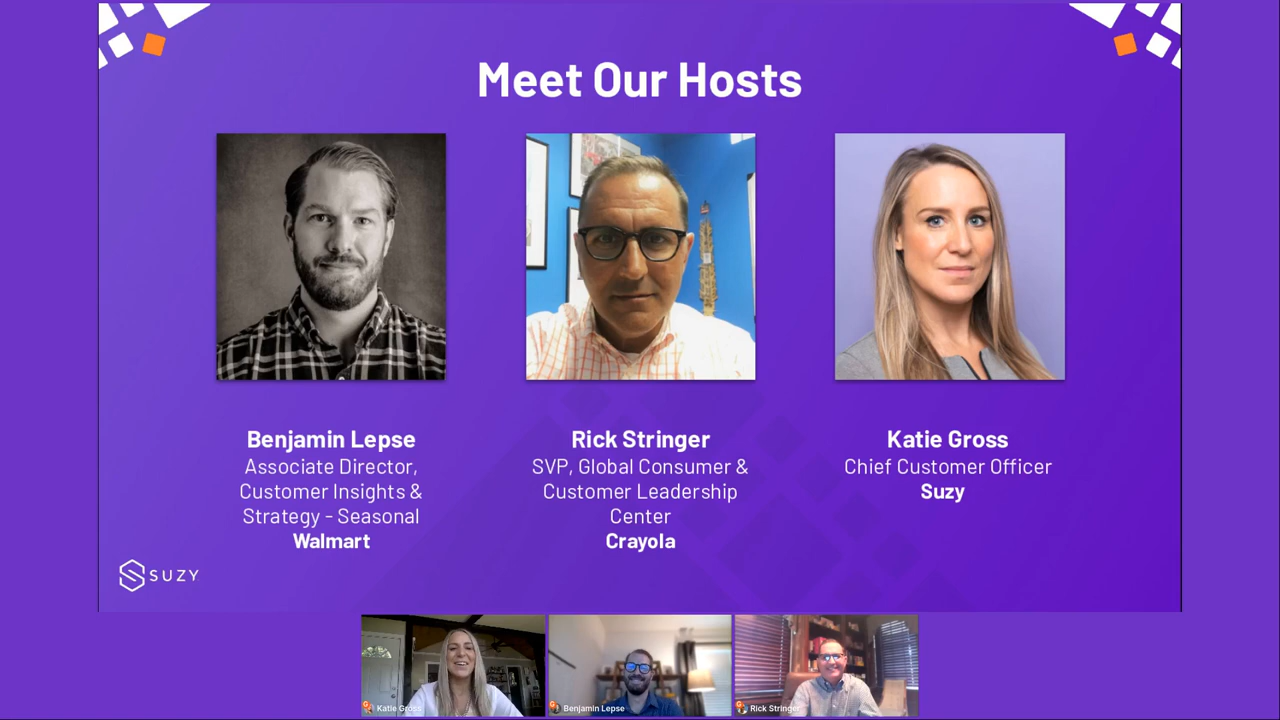 Meet Our Hosts
Benjamin Lepse
Associate Director,
Customer Insights &
Strategy - Seasonal
Walmart
Rick Stringer
SVP, Global Consumer &
Customer Leadership
Center
Crayola
Katie Gross
Chief Customer Officer
Suzy
SUZY
Katie Gross
Benjamin Lepse
Rick Stringer